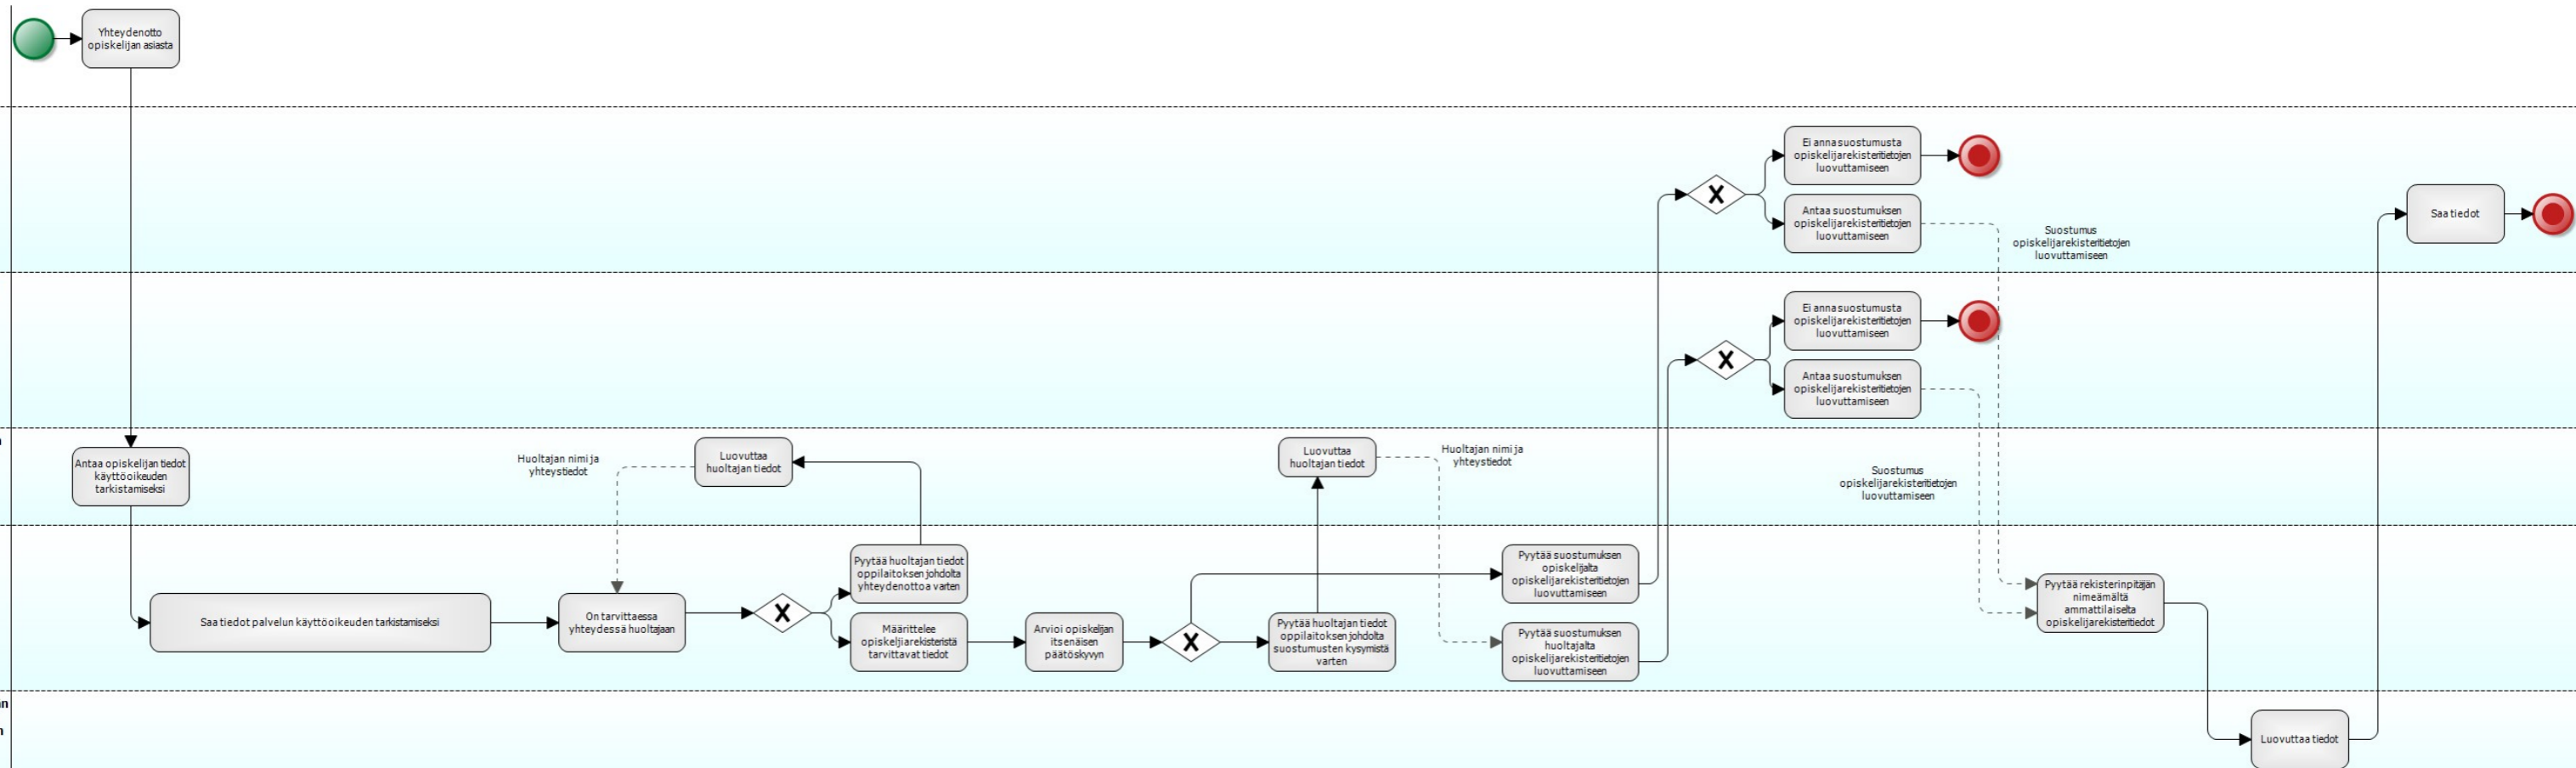 Yhteydenotto
opiskelijan asiasta
Ei anna suostumusta
opiskelijarekisteritietojen
luovuttamiseen
Antaa suostumuksen
opiskelijarekisteritietojen
luovuttamiseen
Suostumus
opiskelijarekisteritietojen
luovuttamiseen
Saa tiedot
Ei anna suostumusta
opiskelijarekisteritietojen
luovuttamiseen
Antaa suostumuksen
opiskelijarekisteritietojen
luovuttamiseen
Antaa opiskelijan tiedot
käyttöoikeuden
tarkistamiseksi
Huoltajan nimi ja
yhteystiedot
Luovuttaa
huoltajan tiedot
Luovuttaa
huoltajan tiedot
Huoltajan nimi ja
yhteystiedot
Suostumus
opiskelijarekisteritietojen
luovuttamiseen
Saa tiedot palvelun käyttöoikeuden tarkistamiseksi
On tarvittaessa
yhteydessä huoltajaan
Pyytää huoltajan tiedot
oppilaitoksen johdolta
yhteydenottoa varten
Määrittelee
opiskeljiarekisteristä
tarvittavat tiedot
Arvioi opiskelijan
itsenäisen
päätöskyvyn
Pyytää huoltajan tiedot
oppilaitoksen johdolta
suostumusten kysymistä
varten
Pyytää suostumuksen
opiskelijalta
opiskelijarekisteritietojen
luovuttamiseen
Pyytää suostumuksen
huoltajalta
opiskelijarekisteritietojen
luovuttamiseen
Pyytää rekisterinpitäjän
nimeämältä
ammattilaiselta
opiskelijarekisteritiedot
Luovuttaa tiedot